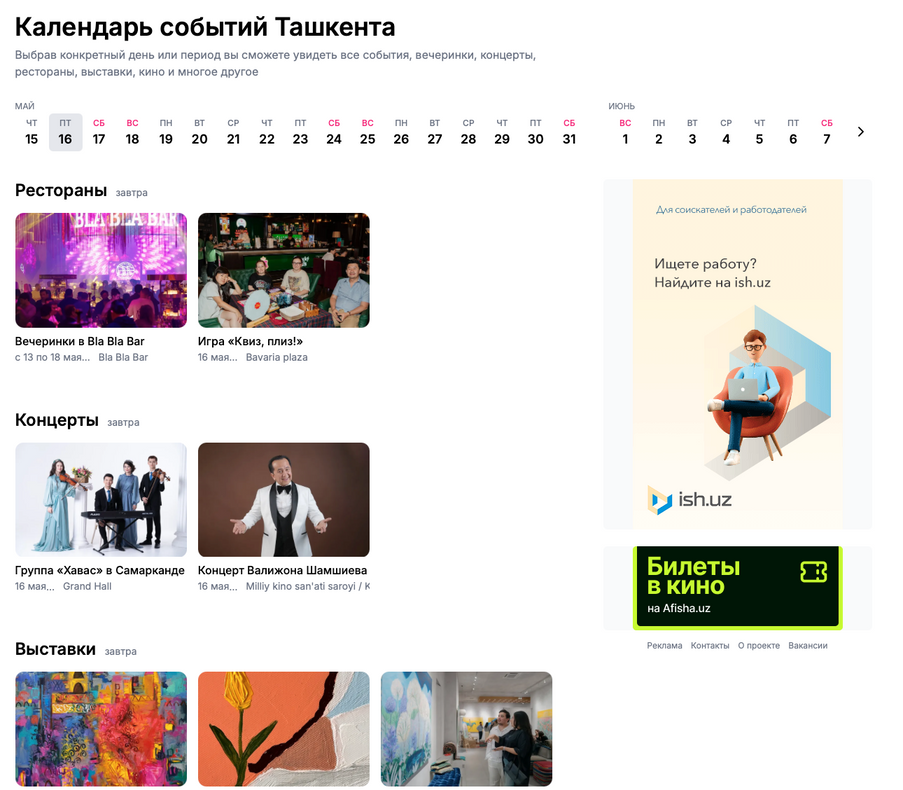 Календарь событий Ташкента
Выбрав конкретный день или период вы сможете увидеть все события, вечеринки, концерты,
рестораны, выставки, кино и многое другое
МАЙ
ИЮНЬ
ЧТ ПТ СБ ВС ПН ВТ СР ЧТ ПТ СБ ВС ПН ВТ СР ЧТ ПТ СБ ВС ПН ВТ СР ЧТ ПТ СБ
15 16 17 18 19 20 21 22 23 24 25 26 27 28 29 30 31 1 2 3 4 5 6 7
Рестораны завтра
BLA BLA BAR
Вечеринки в Bla Bla Bar
с 13 по 18 мая... Bla Bla Bar
Игра «Квиз, плиз!»
16 мая... Bavaria plaza
Концерты завтра
Группа «Хавас» в Самарканде
16 мая... Grand Hall
Концерт Валижона Шамшиева
16 мая... Milliy kino san'ati saroyi / К
Выставки завтра
Для соискателей и работодателей
Ищете работу?
Найдите на ish.uz
ish.uz
Билеты
в кино
на Afisha.uz
Реклама Контакты О проекте Вакансии